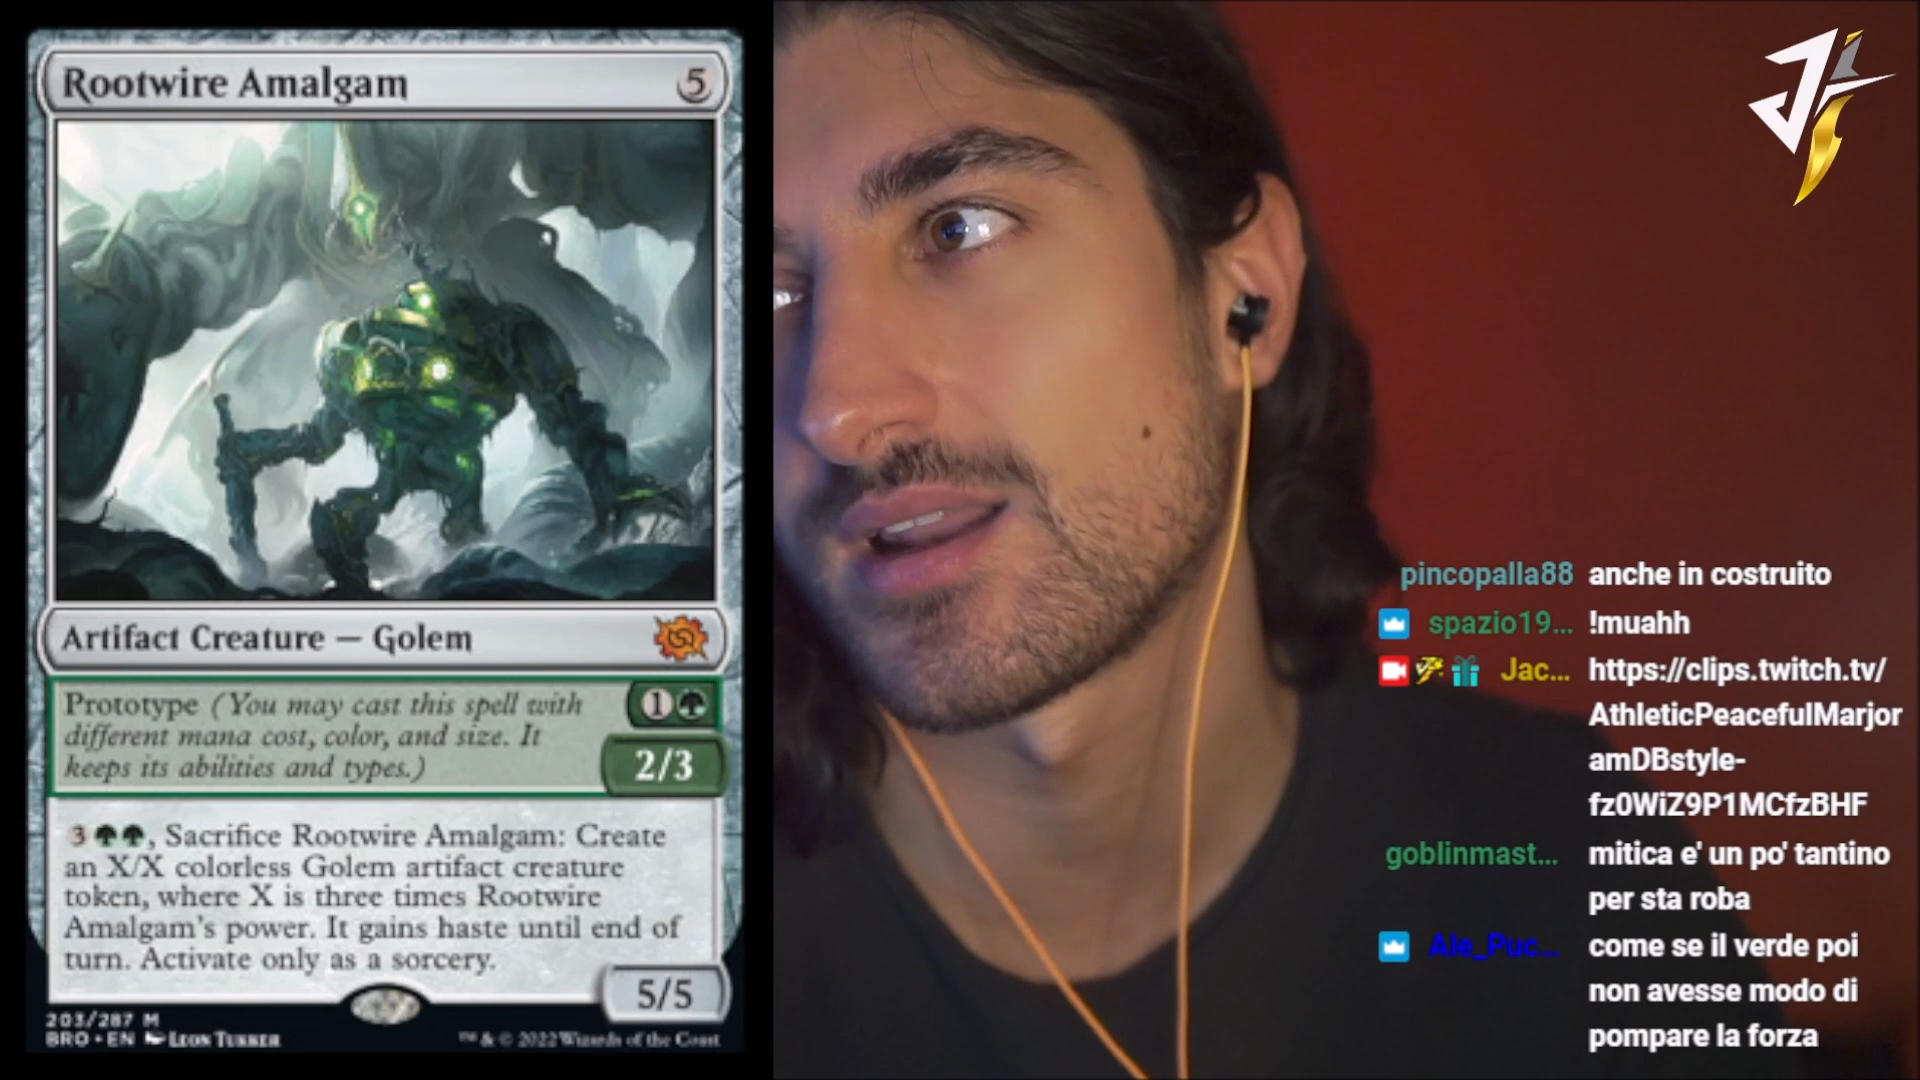 Rootwire Amalgam 5
Artifact Creature — Golem
Prototype (You may cast this spell with
different mana cost, color, and size. It
keeps its abilities and types.)
1
2/3
3, Sacrifice Rootwire Amalgam: Create
an X/X colorless Golem artifact creature
token, where X is three times Rootwire
Amalgam's power. It gains haste until end of
turn. Activate only as a sorcery.
5/5
203/287 M
BRO • EN LEON TUKKER
™ & © 2022 Wizards of the Coast
pincopalla88 anche in costruito
spazio19... !muahh
Jac... https://clips.twitch.tv/
AthleticPeacefulMarjor
amDBstyle-
fz0WiZ9P1MCfzBHF
goblinmast... mitica e' un po' tantino
per sta roba
Ale_Puc... come se il verde poi
non avesse modo di
pompare la forza